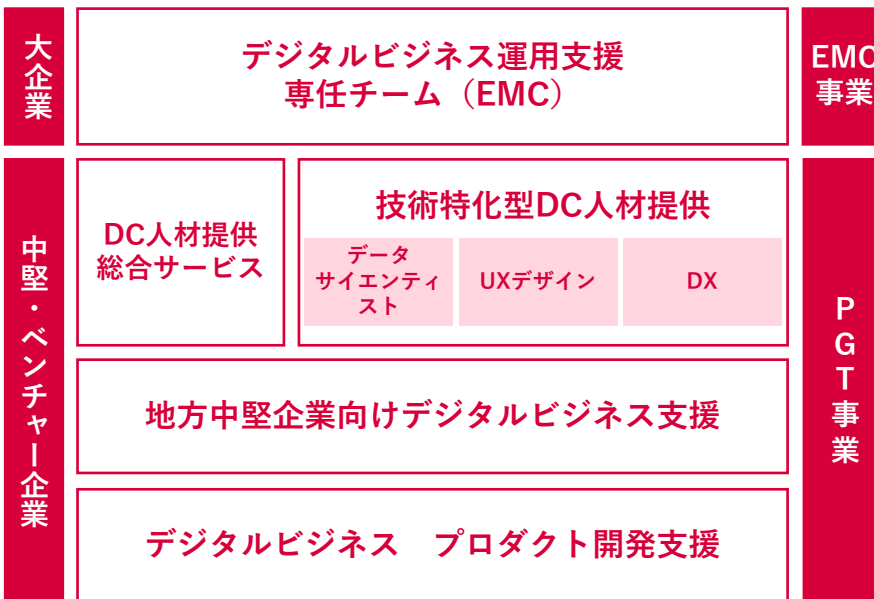 大企業
デジタルビジネス運用支援
専任チーム（EMC）
EMC
事業
中堅・ベンチャー企業
DC人材提供
総合サービス
技術特化型DC人材提供
データ
サイエンティ
スト
UXデザイン
DX
地方中堅企業向けデジタルビジネス支援
デジタルビジネス　プロダクト開発支援
PGT事業